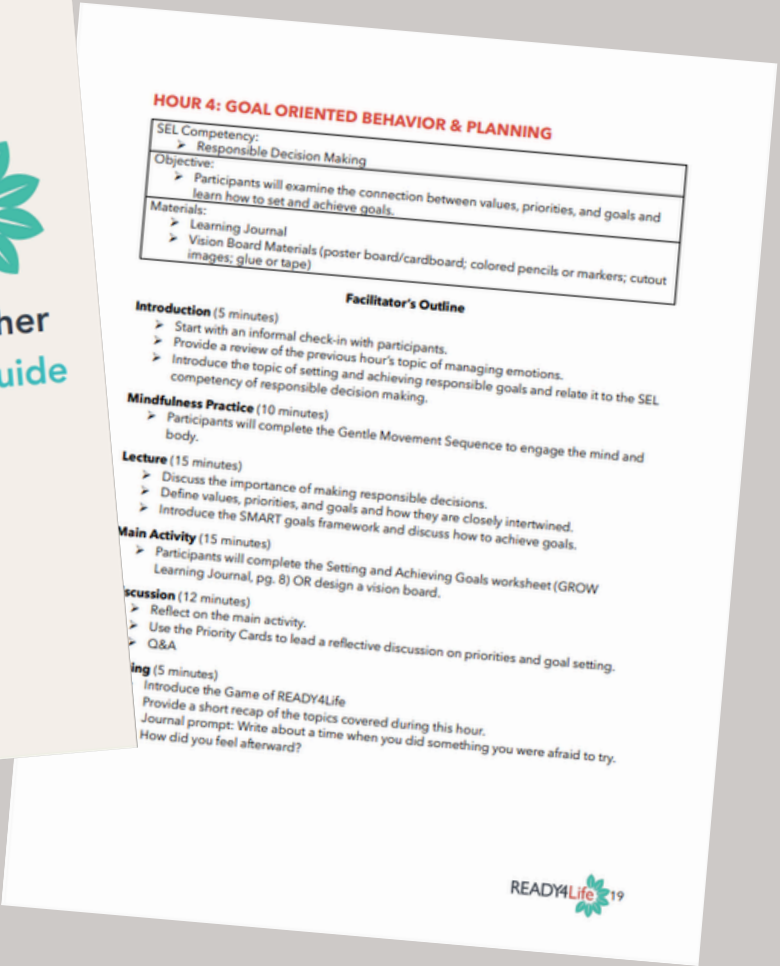 her
uide
HOUR 4: GOAL ORIENTED BEHAVIOR & PLANNING
SEL Competency:
➤ Responsible Decision Making
Objective:
➤ Participants will examine the connection between values, priorities, and goals and
learn how to set and achieve goals.
Materials:
➤ Learning Journal
➤ Vision Board Materials (poster board/cardboard; colored pencils or markers; cutout
images; glue or tape)
Facilitator's Outline
Introduction (5 minutes)
➤ Start with an informal check-in with participants.
➤ Provide a review of the previous hour's topic of managing emotions.
➤ Introduce the topic of setting and achieving responsible goals and relate it to the SEL
competency of responsible decision making.
Mindfulness Practice (10 minutes)
➤ Participants will complete the Gentle Movement Sequence to engage the mind and
body.
Lecture (15 minutes)
➤ Discuss the importance of making responsible decisions.
➤ Define values, priorities, and goals and how they are closely intertwined.
➤ Introduce the SMART goals framework and discuss how to achieve goals.
Main Activity (15 minutes)
➤ Participants will complete the Setting and Achieving Goals worksheet (GROW
Learning Journal, pg. 8) OR design a vision board.
scussion (12 minutes)
➤ Reflect on the main activity.
➤ Use the Priority Cards to lead a reflective discussion on priorities and goal setting.
➤ Q&A
ing (5 minutes)
Introduce the Game of READY4Life
Provide a short recap of the topics covered during this hour.
Journal prompt: Write about a time when you did something you were afraid to try.
How did you feel afterward?
READY4Life 19